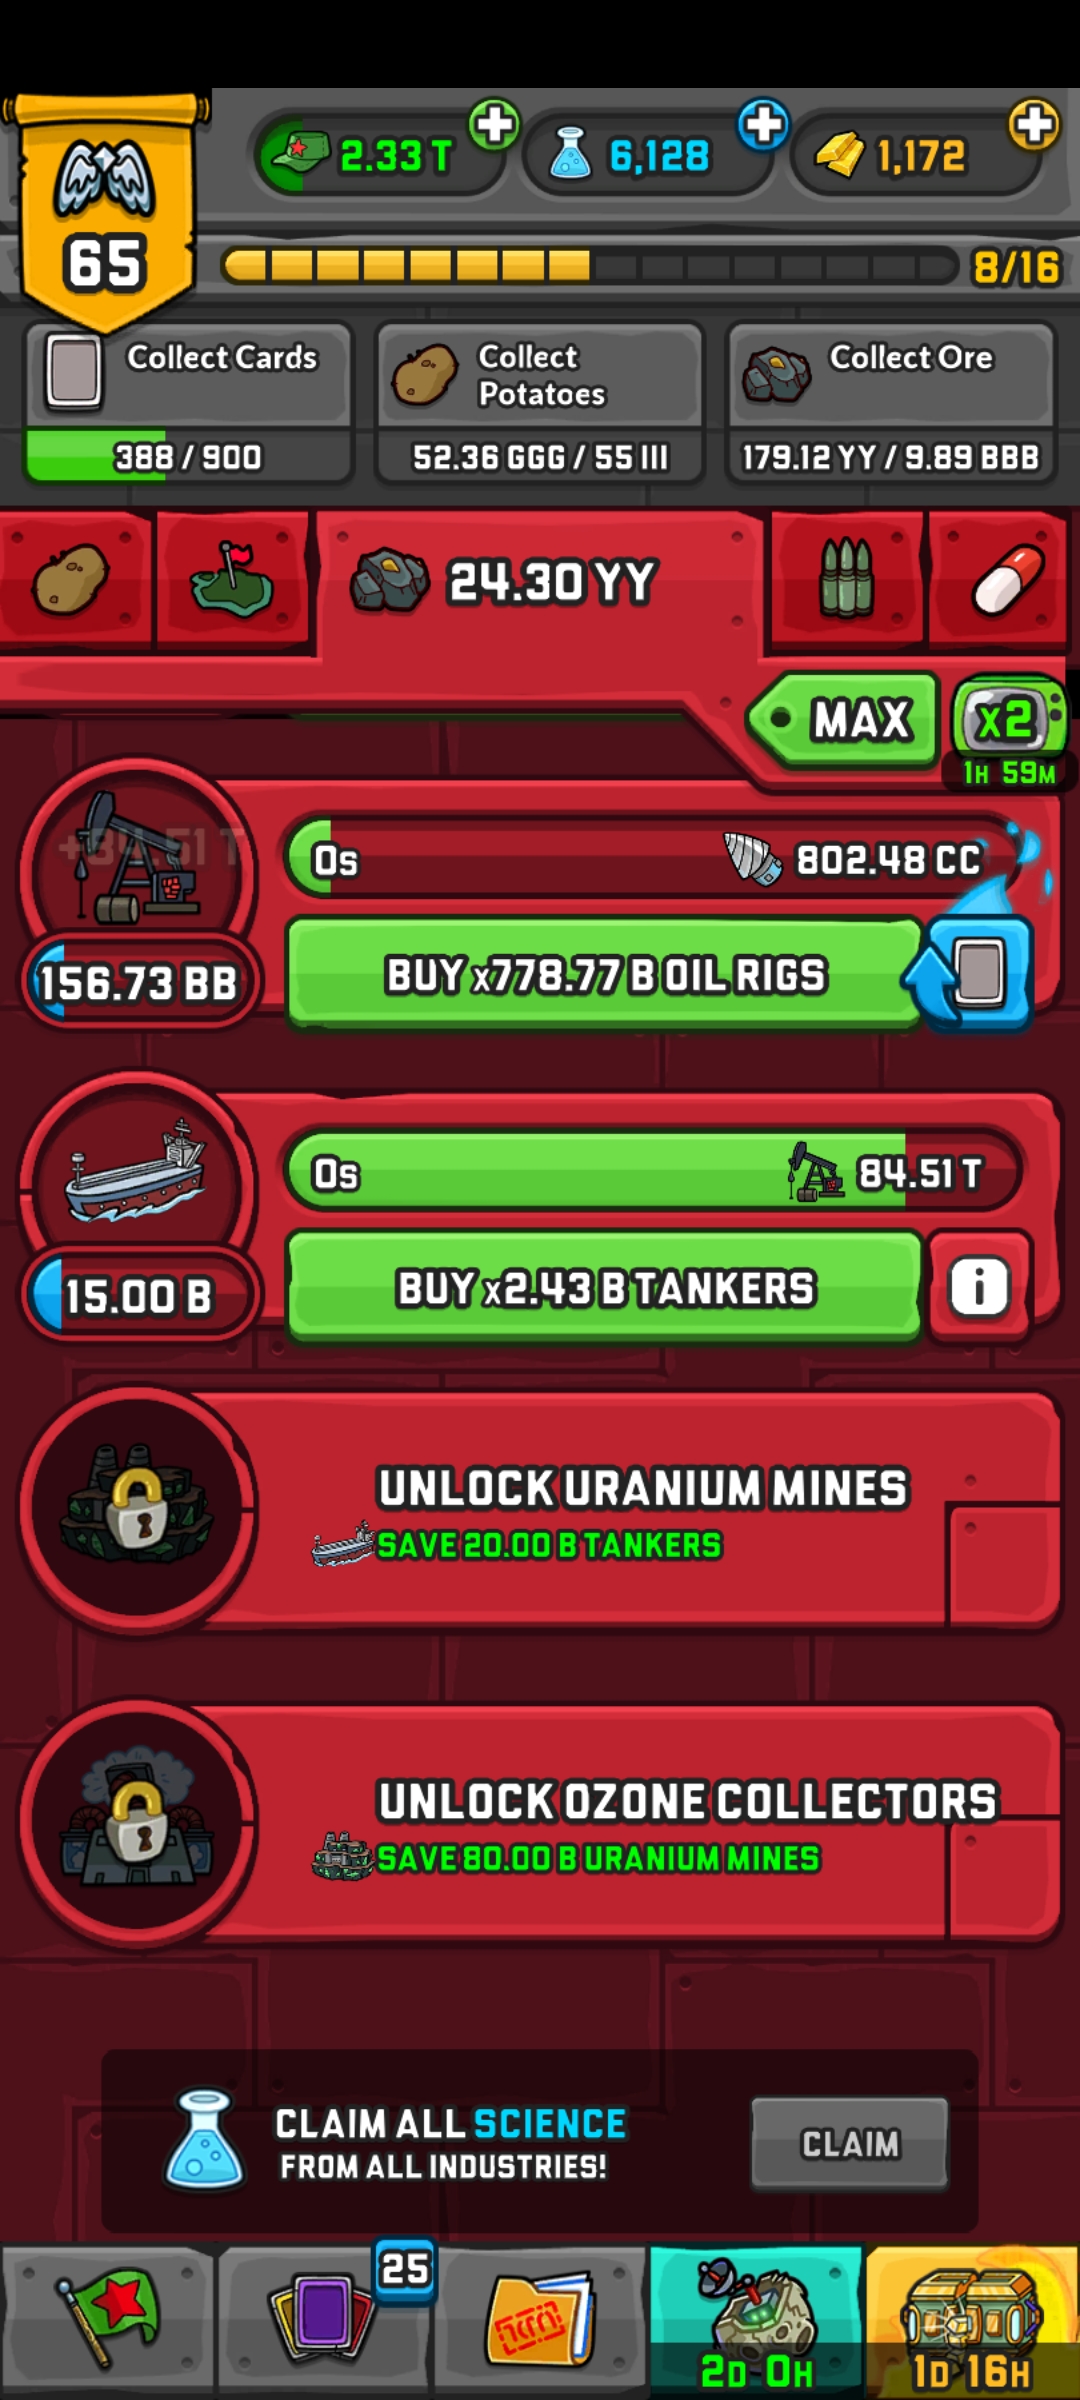 2.33 T
6,128
1,172
65
8/16
Collect Cards
388 / 900
Collect
Potatoes
52.36 GGG / 55 III
Collect Ore
179.12 YY / 9.89 BBB
24.30 YY
MAX
x2
1H 59M
+84.51 T
0s
802.48 CC
156.73 BB
BUY x778.77 B OIL RIGS
0s
84.51 T
15.00 B
BUY x2.43 B TANKERS
i
UNLOCK URANIUM MINES
SAVE 20.00 B TANKERS
UNLOCK OZONE COLLECTORS
SAVE 80.00 B URANIUM MINES
CLAIM ALL SCIENCE
FROM ALL INDUSTRIES!
CLAIM
25
2D 0H
1D 16H